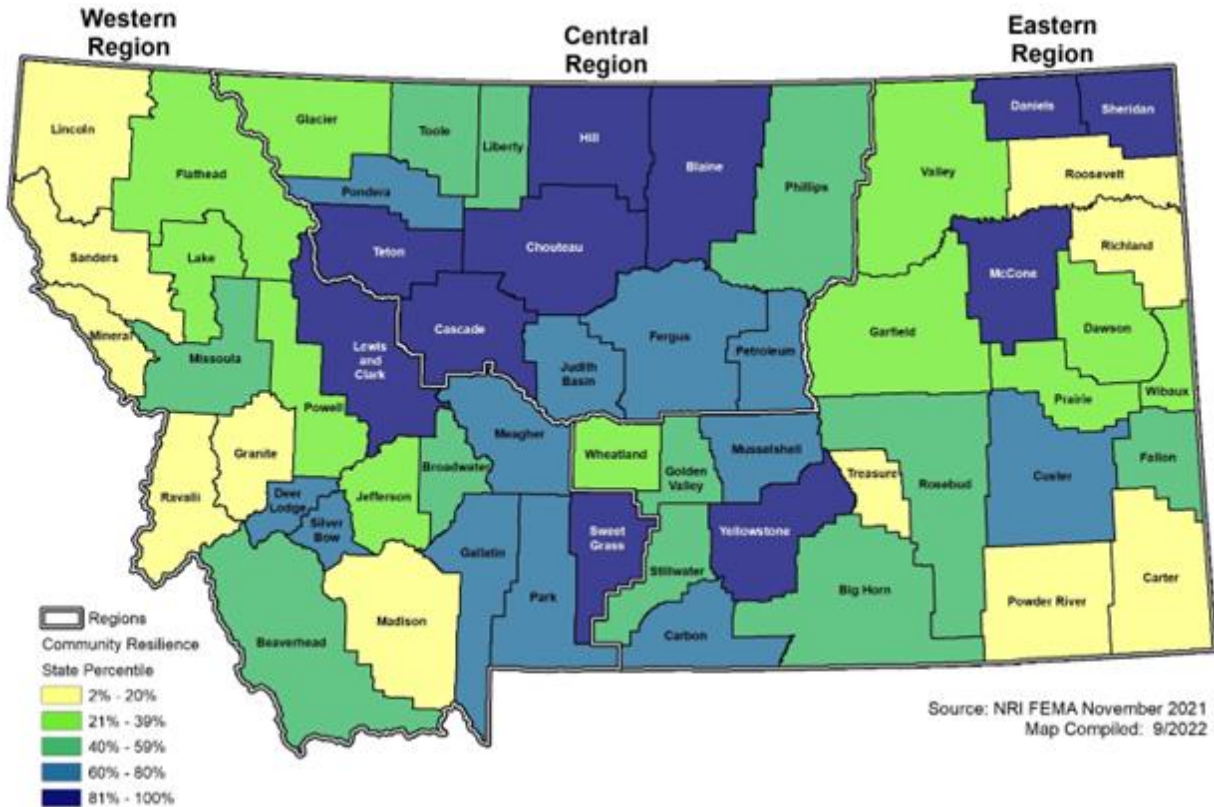 Western
Region
Central
Region
Eastern
Region
Lincoln
Flathead
Glacier
Toole
Liberty
Hill
Blaine
Phillips
Valley
Daniels
Sheridan
Roosevelt
Pondera
Sanders
Lake
Teton
Chouteau
McCone
Richland
Mineral
Missoula
Lewis
and
Clark
Cascade
Judith
Basin
Fergus
Petroleum
Garfield
Dawson
Prairie
Wibaux
Powell
Granite
Ravalli
Deer
Lodge
Silver
Bow
Jefferson
Broadwater
Meagher
Wheatland
Golden
Valley
Musselshell
Treasure
Rosebud
Custer
Fallon
Beaverhead
Madison
Gallatin
Park
Sweet
Grass
Stillwater
Yellowstone
Carbon
Big Horn
Powder River
Carter
Regions
Community Resilience
State Percentile
2% - 20%
21% - 39%
40% - 59%
60% - 80%
81% - 100%
Source: NRI FEMA November 2021
Map Compiled: 9/2022